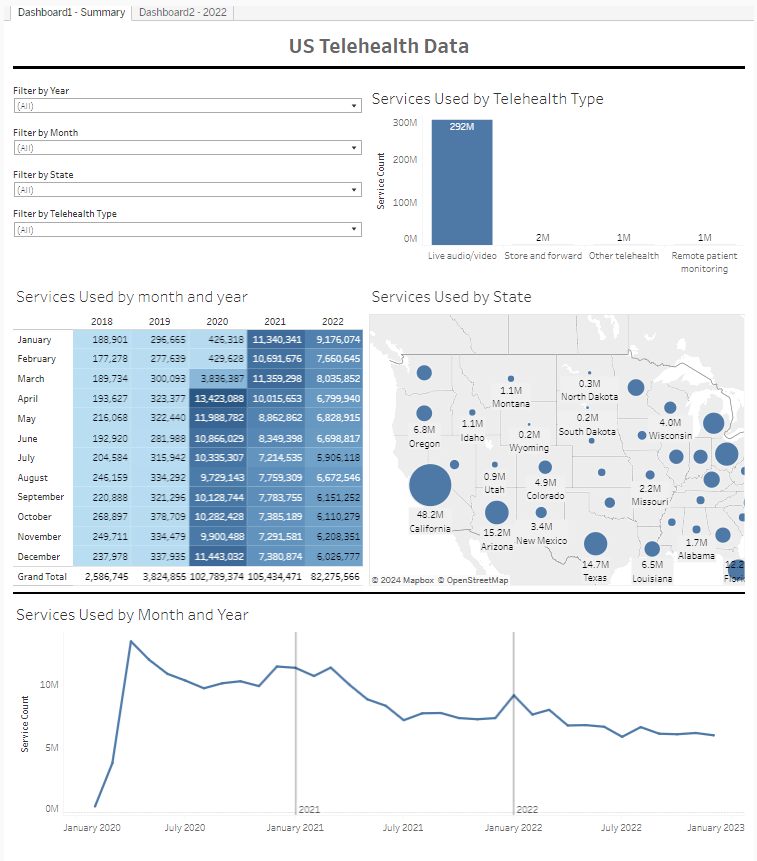 Dashboard1 - Summary Dashboard2 - 2022
US Telehealth Data
Filter by Year
(All)
Filter by Month
(All)
Filter by State
(All)
Filter by Telehealth Type
(All)
Services Used by Telehealth Type
300M
200M
100M
0M
Service Count
292M
2M
1M
1M
Live audio/video
Store and forward
Other telehealth
Remote patient
monitoring
Services Used by month and year
2018 2019 2020 2021 2022
January 188,901 296,665 426,318 11,340,341 9,176,074
February 177,278 277,639 429,628 10,691,676 7,660,645
March 189,734 300,093 3,836,387 11,359,298 8,035,852
April 193,627 323,377 13,423,088 10,015,653 6,799,940
May 216,068 322,440 11,988,782 8,862,862 6,828,915
June 192,920 281,988 10,866,029 8,349,398 6,698,817
July 204,584 315,942 10,335,307 7,214,535 5,906,118
August 246,159 334,292 9,729,143 7,759,309 6,672,546
September 220,888 321,296 10,128,744 7,783,755 6,151,252
October 268,897 378,709 10,282,428 7,385,189 6,110,279
November 249,711 334,479 9,900,488 7,291,581 6,208,351
December 237,978 337,935 11,443,032 7,380,874 6,026,777
Grand Total 2,586,745 3,824,855 102,789,374 105,434,471 82,275,566
Services Used by State
0.3M
North Dakota
1.1M
Montana
0.2M
South Dakota
1.1M
Idaho
6.8M
Oregon
0.2M
Wyoming
4.0M
Wisconsin
0.9M
Utah
4.9M
Colorado
2.2M
Missouri
48.2M
California
15.2M
Arizona
3.4M
New Mexico
1.7M
Alabama
14.7M
Texas
6.5M
Louisiana
12.2
Flori
© 2024 Mapbox © OpenStreetMap
Services Used by Month and Year
10M
5M
0M
Service Count
2021
2022
January 2020
July 2020
January 2021
July 2021
January 2022
July 2022
January 2023